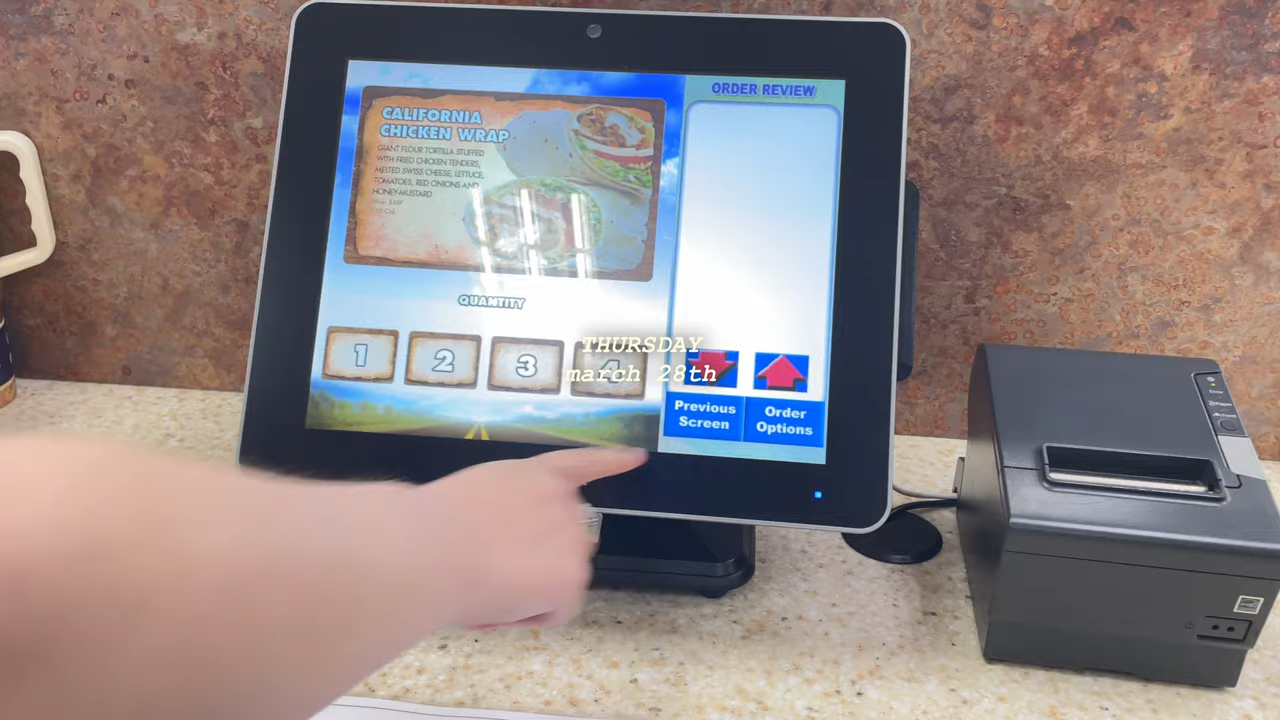 CALIFORNIA
CHICKEN WRAP
GIANT FLOUR TORTILLA STUFFED
WITH FRIED CHICKEN TENDERS,
MELTED SWISS CHEESE, LETTUCE,
TOMATOES, RED ONIONS AND
HONEY-MUSTARD
QUANTITY
1 2 3 4
ORDER REVIEW
Previous
Screen
Order
Options
THURSDAY
march 28th